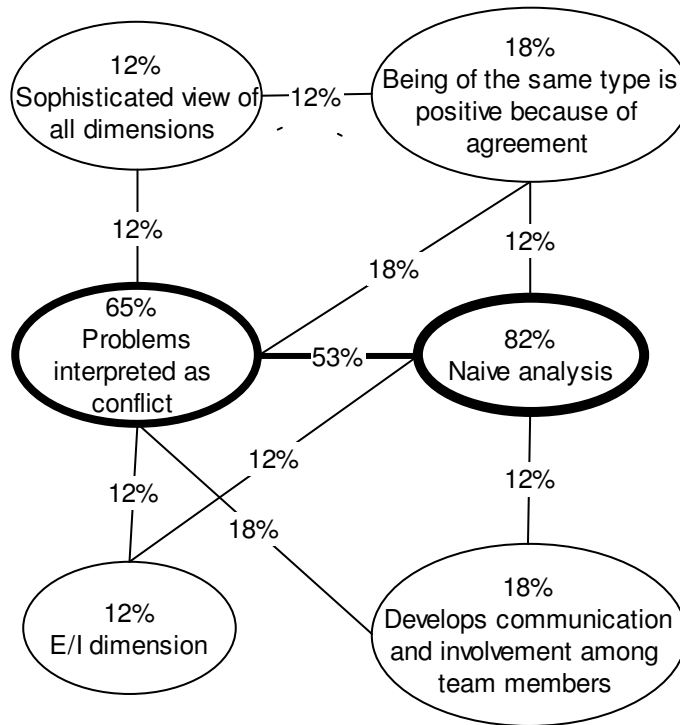 12%
Sophisticated view of
all dimensions
12%
18%
Being of the same type is
positive because of
agreement
12%
18%
12%
65%
Problems
interpreted as
conflict
53%
82%
Naive analysis
12%
12%
18%
12%
12%
E/I dimension
18%
Develops communication
and involvement among
team members